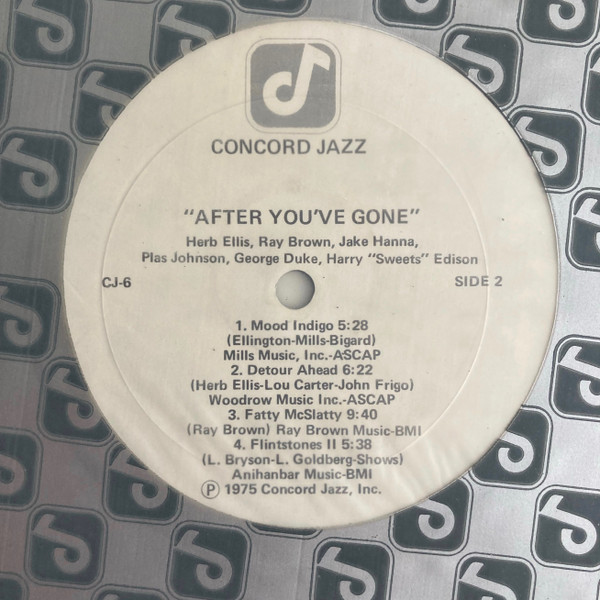 CONCORD JAZZ
"AFTER YOU'VE GONE"
Herb Ellis, Ray Brown, Jake Hanna,
Plas Johnson, George Duke, Harry "Sweets" Edison
CJ-6
SIDE 2
1. Mood Indigo 5:28
(Ellington-Mills-Bigard)
Mills Music, Inc.-ASCAP
2. Detour Ahead 6:22
(Herb Ellis-Lou Carter-John Frigo)
Woodrow Music Inc.-ASCAP
3. Fatty McSlatty 9:40
(Ray Brown) Ray Brown Music-BMI
4. Flintstones II 5:38
(L. Bryson-L. Goldberg-Shows)
Anihanbar Music-BMI
Ⓟ 1975 Concord Jazz, Inc.